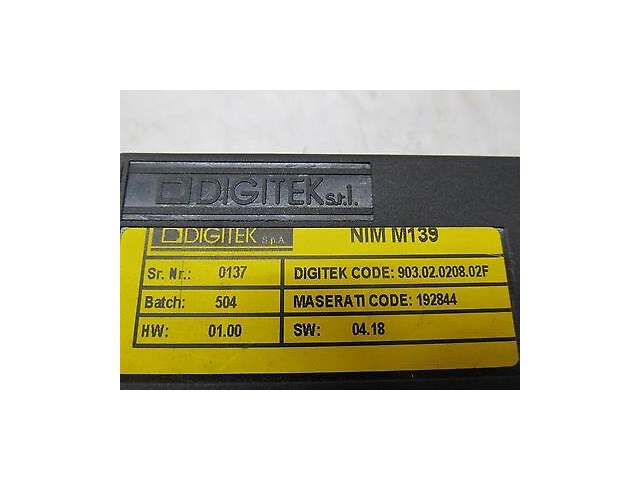 DIGITEK s.r.l.
DIGITEK S.p.A. NIM M139
Sr. Nr.: 0137 DIGITEK CODE: 903.02.0208.02F
Batch: 504 MASERATI CODE: 192844
HW: 01.00 SW: 04.18